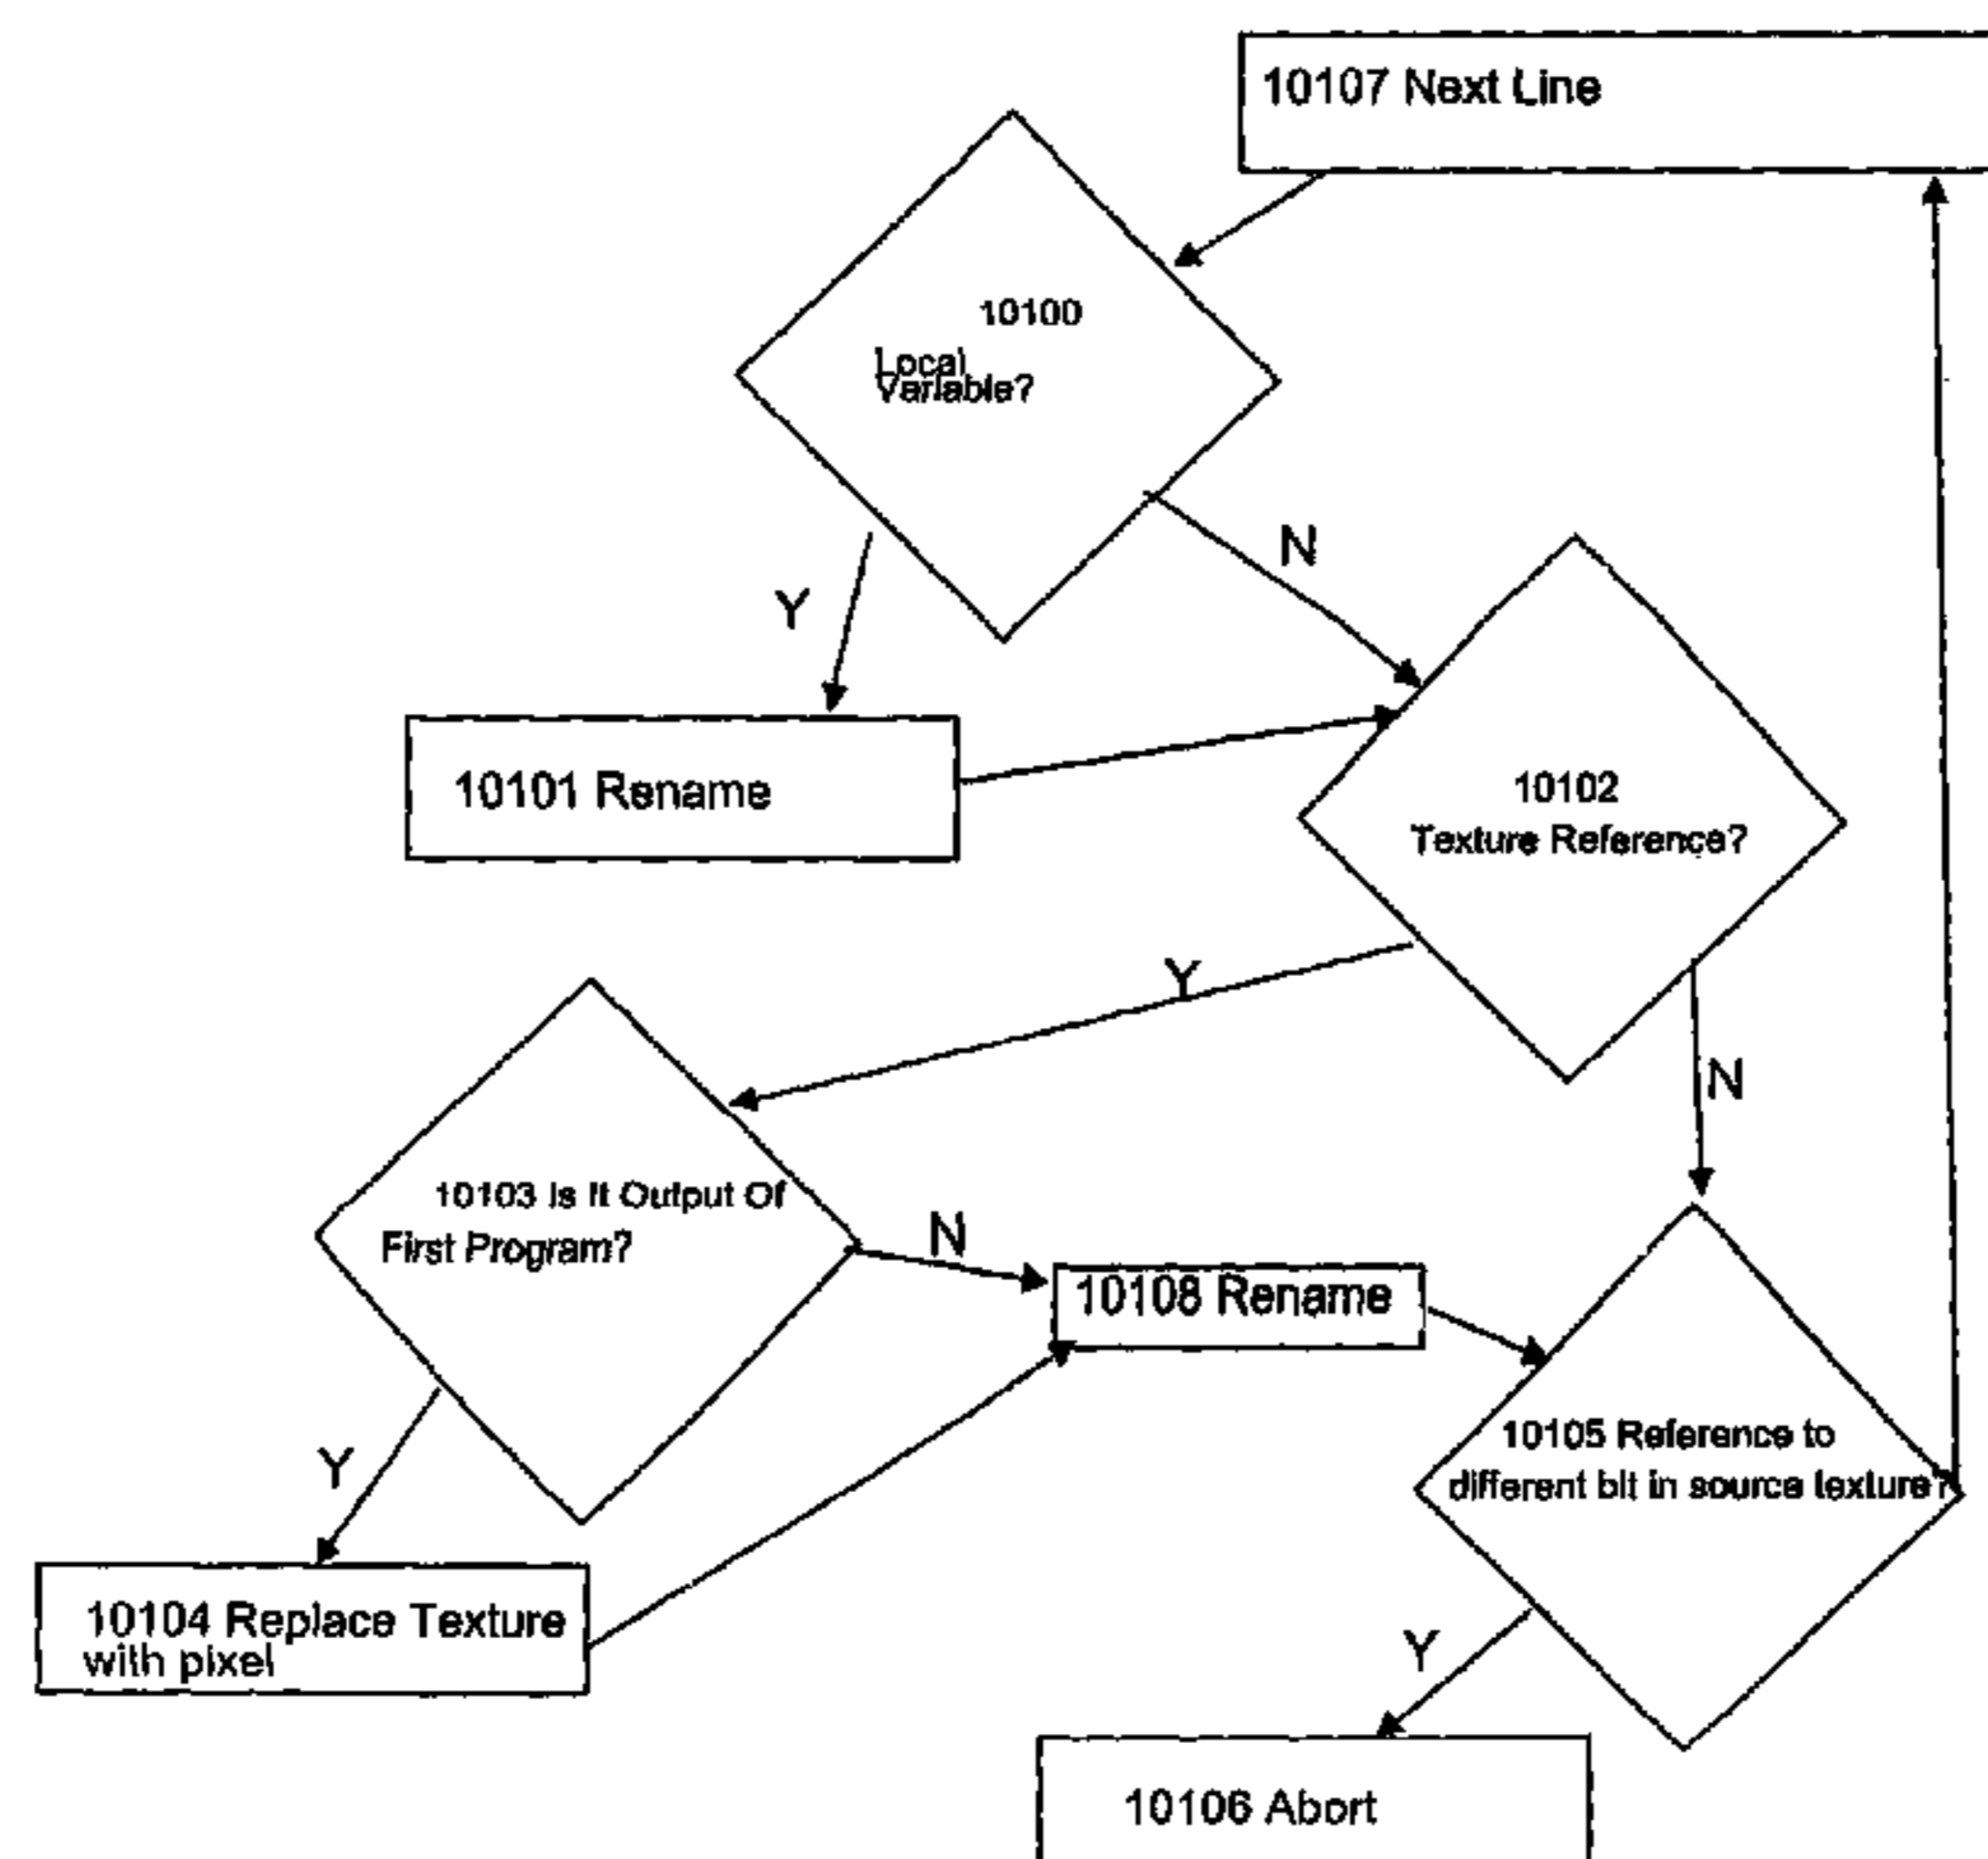 10107 Next Line
10100
Local
Variable?
N
Y
10101 Rename
10102
Texture Reference?
Y
N
10103 Is It Output Of
First Program?
N
10108 Rename
10105 Reference to
different bit in source texture?
Y
10104 Replace Texture
with pixel
Y
10106 Abort